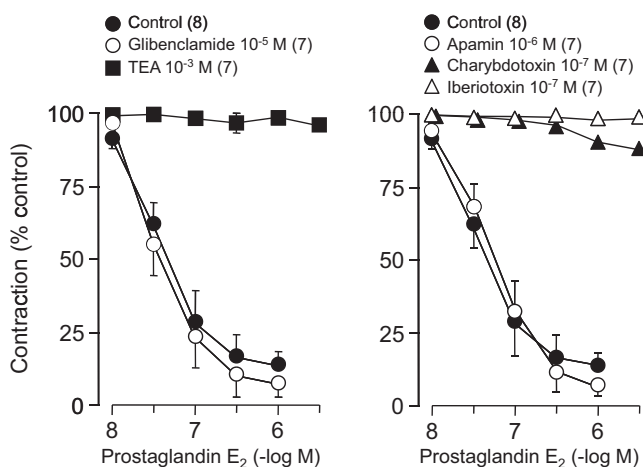 Control (8)
Glibenclamide 10⁻⁵ M (7)
TEA 10⁻³ M (7)
Contraction (% control)
100
75
50
25
0
8
7
6
Prostaglandin E₂ (-log M)
Control (8)
Apamin 10⁻⁶ M (7)
Charybdotoxin 10⁻⁷ M (7)
Iberiotoxin 10⁻⁷ M (7)
100
75
50
25
0
8
7
6
Prostaglandin E₂ (-log M)